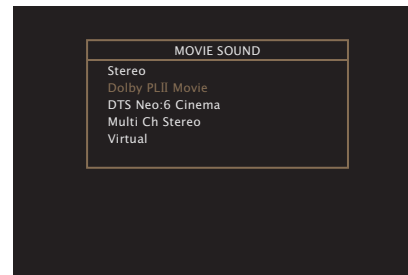 MOVIE SOUND
Stereo
Dolby PLⅡ Movie
DTS Neo:6 Cinema
Multi Ch Stereo
Virtual